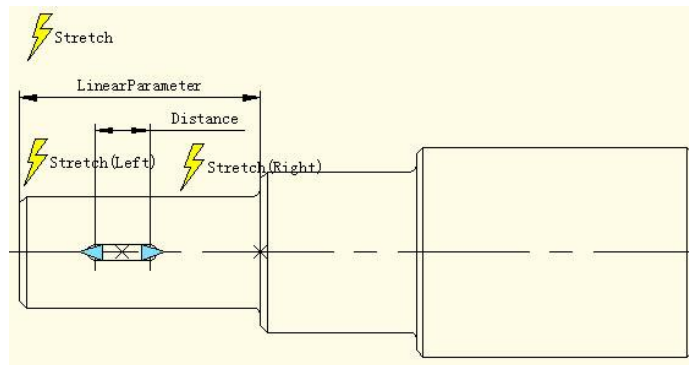 Stretch
LinearParameter
Distance
Stretch(Left)
Stretch(Right)